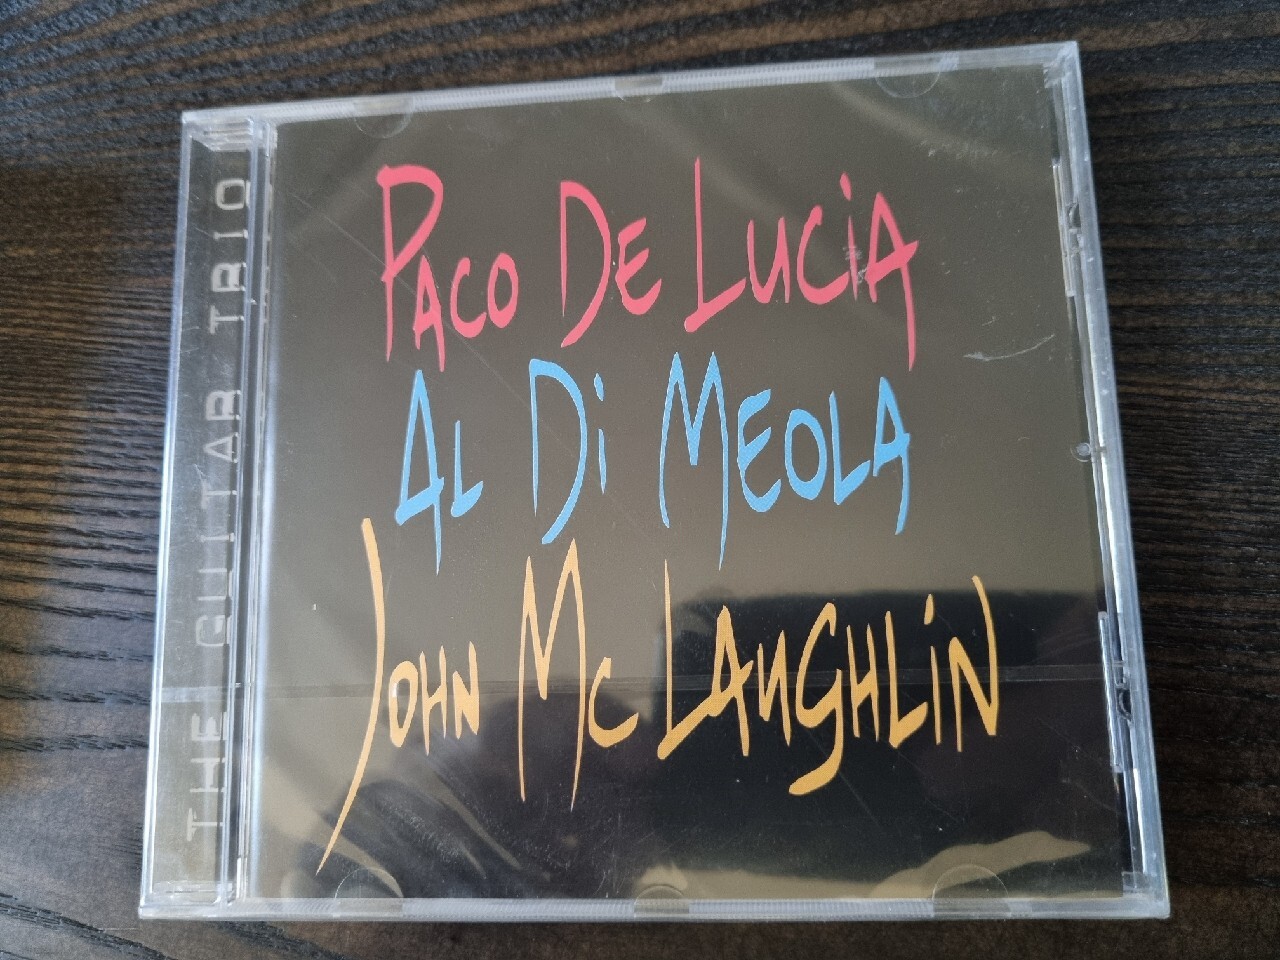 THE GUITAR TRIO
PACO DE LUCiA
AL Di MEOLA
JOHN MC LAUGHLiN